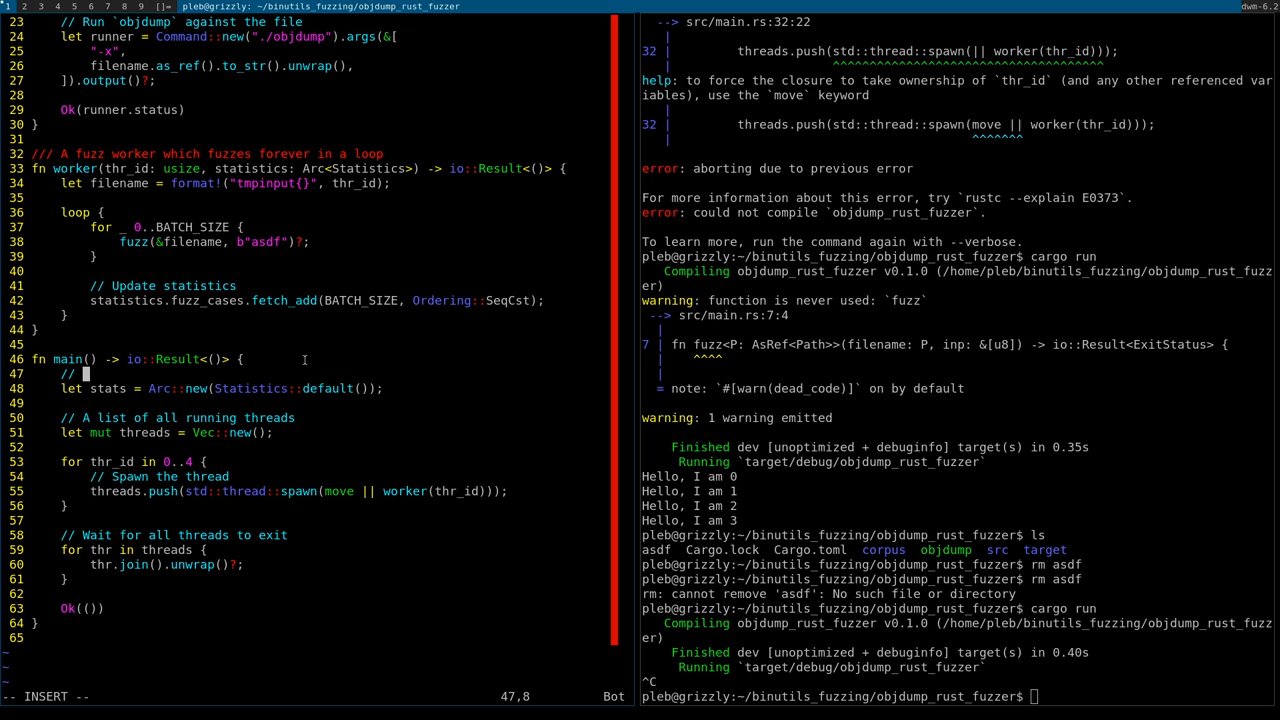 1 2 3 4 5 6 7 8 9 []= pleb@grizzly: ~/binutils_fuzzing/objdump_rust_fuzzer dwm-6.2
23     // Run `objdump` against the file
24     let runner = Command::new("./objdump").args(&[
25         "-x",
26         filename.as_ref().to_str().unwrap(),
27     ]).output()?;
28
29     Ok(runner.status)
30 }
31
32 /// A fuzz worker which fuzzes forever in a loop
33 fn worker(thr_id: usize, statistics: Arc<Statistics>) -> io::Result<()> {
34     let filename = format!("tmpinput{}", thr_id);
35
36     loop {
37         for _ 0..BATCH_SIZE {
38             fuzz(&filename, b"asdf")?;
39         }
40
41         // Update statistics
42         statistics.fuzz_cases.fetch_add(BATCH_SIZE, Ordering::SeqCst);
43     }
44 }
45
46 fn main() -> io::Result<()> {
47     //
48     let stats = Arc::new(Statistics::default());
49
50     // A list of all running threads
51     let mut threads = Vec::new();
52
53     for thr_id in 0..4 {
54         // Spawn the thread
55         threads.push(std::thread::spawn(move || worker(thr_id)));
56     }
57
58     // Wait for all threads to exit
59     for thr in threads {
60         thr.join().unwrap()?;
61     }
62
63     Ok(())
64 }
65
~
~
~
-- INSERT -- 47,8 Bot
  --> src/main.rs:32:22
   |
32 |         threads.push(std::thread::spawn(|| worker(thr_id)));
   |                      ^^^^^^^^^^^^^^^^^^^^^^^^^^^^^^^^^^^^^
help: to force the closure to take ownership of `thr_id` (and any other referenced var
iables), use the `move` keyword
   |
32 |         threads.push(std::thread::spawn(move || worker(thr_id)));
   |                                         ^^^^^^^
error: aborting due to previous error
For more information about this error, try `rustc --explain E0373`.
error: could not compile `objdump_rust_fuzzer`.
To learn more, run the command again with --verbose.
pleb@grizzly:~/binutils_fuzzing/objdump_rust_fuzzer$ cargo run
   Compiling objdump_rust_fuzzer v0.1.0 (/home/pleb/binutils_fuzzing/objdump_rust_fuzz
er)
warning: function is never used: `fuzz`
 --> src/main.rs:7:4
  |
7 | fn fuzz<P: AsRef<Path>>(filename: P, inp: &[u8]) -> io::Result<ExitStatus> {
  |    ^^^^
  |
  = note: `#[warn(dead_code)]` on by default
warning: 1 warning emitted
    Finished dev [unoptimized + debuginfo] target(s) in 0.35s
     Running `target/debug/objdump_rust_fuzzer`
Hello, I am 0
Hello, I am 1
Hello, I am 2
Hello, I am 3
pleb@grizzly:~/binutils_fuzzing/objdump_rust_fuzzer$ ls
asdf  Cargo.lock  Cargo.toml  corpus  objdump  src  target
pleb@grizzly:~/binutils_fuzzing/objdump_rust_fuzzer$ rm asdf
pleb@grizzly:~/binutils_fuzzing/objdump_rust_fuzzer$ rm asdf
rm: cannot remove 'asdf': No such file or directory
pleb@grizzly:~/binutils_fuzzing/objdump_rust_fuzzer$ cargo run
   Compiling objdump_rust_fuzzer v0.1.0 (/home/pleb/binutils_fuzzing/objdump_rust_fuzz
er)
    Finished dev [unoptimized + debuginfo] target(s) in 0.40s
     Running `target/debug/objdump_rust_fuzzer`
^C
pleb@grizzly:~/binutils_fuzzing/objdump_rust_fuzzer$